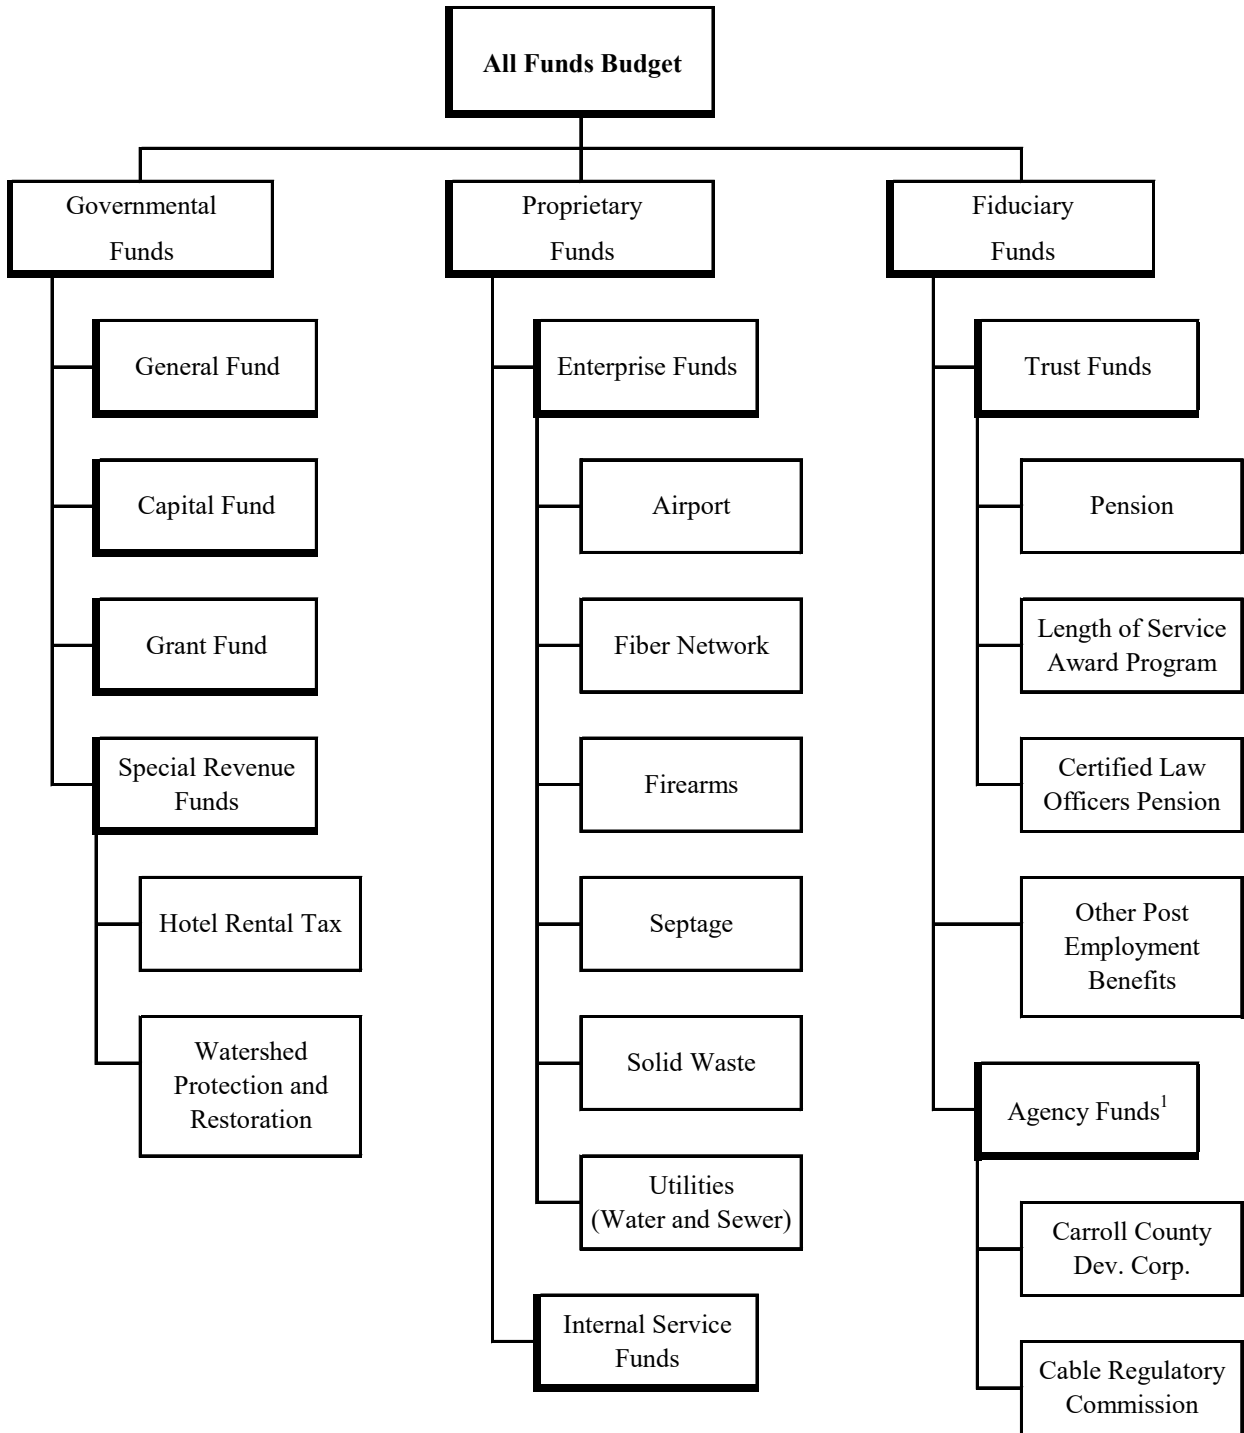 All Funds Budget
Governmental
Funds
Proprietary
Funds
Fiduciary
Funds
General Fund
Capital Fund
Grant Fund
Special Revenue
Funds
Hotel Rental Tax
Watershed
Protection and
Restoration
Enterprise Funds
Airport
Fiber Network
Firearms
Septage
Solid Waste
Utilities
(Water and Sewer)
Internal Service
Funds
Trust Funds
Pension
Length of Service
Award Program
Certified Law
Officers Pension
Other Post
Employment
Benefits
Agency Funds¹
Carroll County
Dev. Corp.
Cable Regulatory
Commission